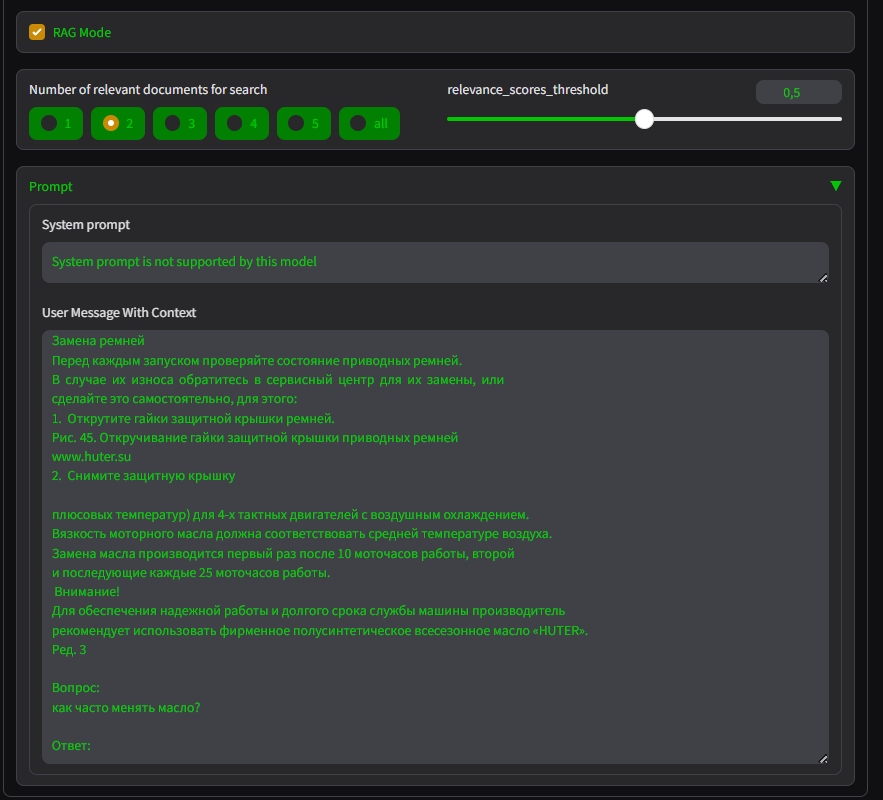 RAG Mode
Number of relevant documents for search
relevance_scores_threshold
0,5
1 2 3 4 5 all
Prompt
System prompt
System prompt is not supported by this model
User Message With Context
Замена ремней
Перед каждым запуском проверяйте состояние приводных ремней.
В случае их износа обратитесь в сервисный центр для их замены, или
сделайте это самостоятельно, для этого:
1. Открутите гайки защитной крышки ремней.
Рис. 45. Откручивание гайки защитной крышки приводных ремней
www.huter.su
2. Снимите защитную крышку
плюсовых температур) для 4-х тактных двигателей с воздушным охлаждением.
Вязкость моторного масла должна соответствовать средней температуре воздуха.
Замена масла производится первый раз после 10 моточасов работы, второй
и последующие каждые 25 моточасов работы.
Внимание!
Для обеспечения надежной работы и долгого срока службы машины производитель
рекомендует использовать фирменное полусинтетическое всесезонное масло «HUTER».
Ред. 3
Вопрос:
как часто менять масло?
Ответ: